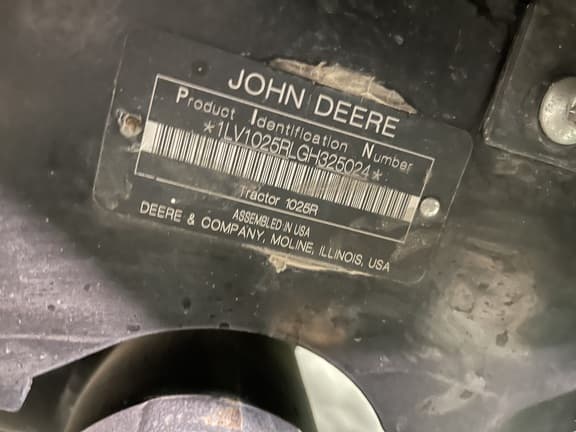 JOHN DEERE
Product Identification Number
*1LV1025RLGH325024*
Tractor 1025R
ASSEMBLED IN USA
DEERE & COMPANY, MOLINE, ILLINOIS, USA